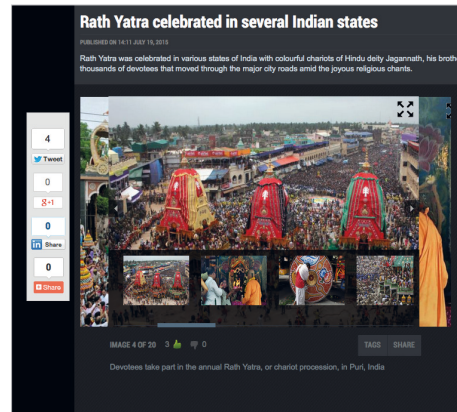 Rath Yatra celebrated in several Indian states
PUBLISHED ON 14:11 JULY 19, 2015
Rath Yatra was celebrated in various states of India with colourful chariots of Hindu deity Jagannath, his broth
thousands of devotees that moved through the major city roads amid the joyous religious chants.
4
Tweet
0
g+1
0
in Share
0
Share
IMAGE 4 OF 20 3 0
TAGS SHARE
Devotees take part in the annual Rath Yatra, or chariot procession, in Puri, India